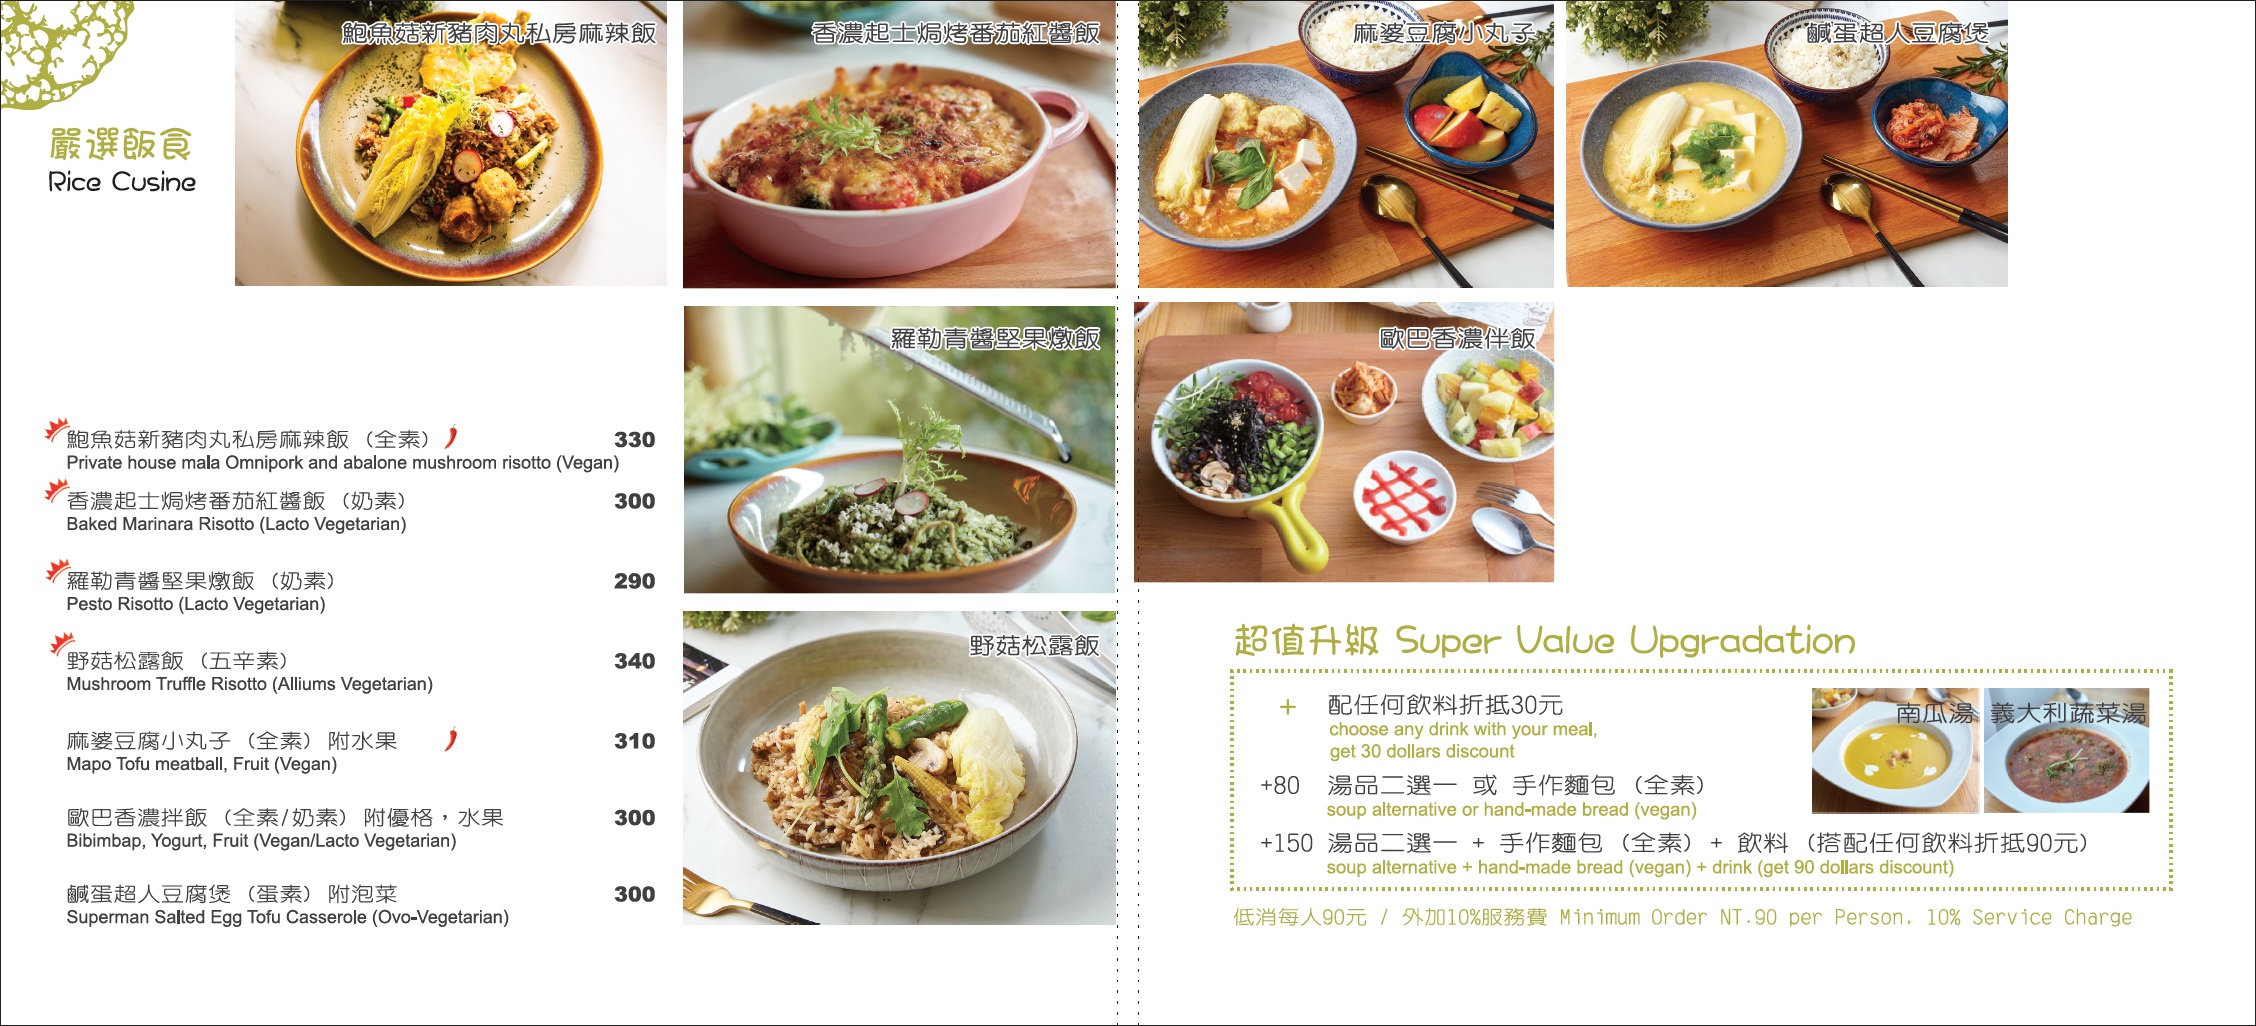 嚴選飯食
Rice Cusine
鮑魚菇新豬肉丸私房麻辣飯
香濃起士焗烤番茄紅醬飯
麻婆豆腐小丸子
鹹蛋超人豆腐煲
羅勒青醬堅果燉飯
歐巴香濃伴飯
野菇松露飯
鮑魚菇新豬肉丸私房麻辣飯（全素） 330
Private house mala Omnipork and abalone mushroom risotto (Vegan)
香濃起士焗烤番茄紅醬飯（奶素） 300
Baked Marinara Risotto (Lacto Vegetarian)
羅勒青醬堅果燉飯（奶素） 290
Pesto Risotto (Lacto Vegetarian)
野菇松露飯（五辛素） 340
Mushroom Truffle Risotto (Alliums Vegetarian)
麻婆豆腐小丸子（全素）附水果 310
Mapo Tofu meatball, Fruit (Vegan)
歐巴香濃拌飯（全素/奶素）附優格，水果 300
Bibimbap, Yogurt, Fruit (Vegan/Lacto Vegetarian)
鹹蛋超人豆腐煲（蛋素）附泡菜 300
Superman Salted Egg Tofu Casserole (Ovo-Vegetarian)
超值升級 Super Value Upgradation
+ 配任何飲料折抵30元
choose any drink with your meal,
get 30 dollars discount
+80 湯品二選一 或 手作麵包（全素）
soup alternative or hand-made bread (vegan)
+150 湯品二選一 + 手作麵包（全素）+ 飲料（搭配任何飲料折抵90元）
soup alternative + hand-made bread (vegan) + drink (get 90 dollars discount)
南瓜湯
義大利蔬菜湯
低消每人90元 / 外加10%服務費 Minimum Order NT.90 per Person, 10% Service Charge